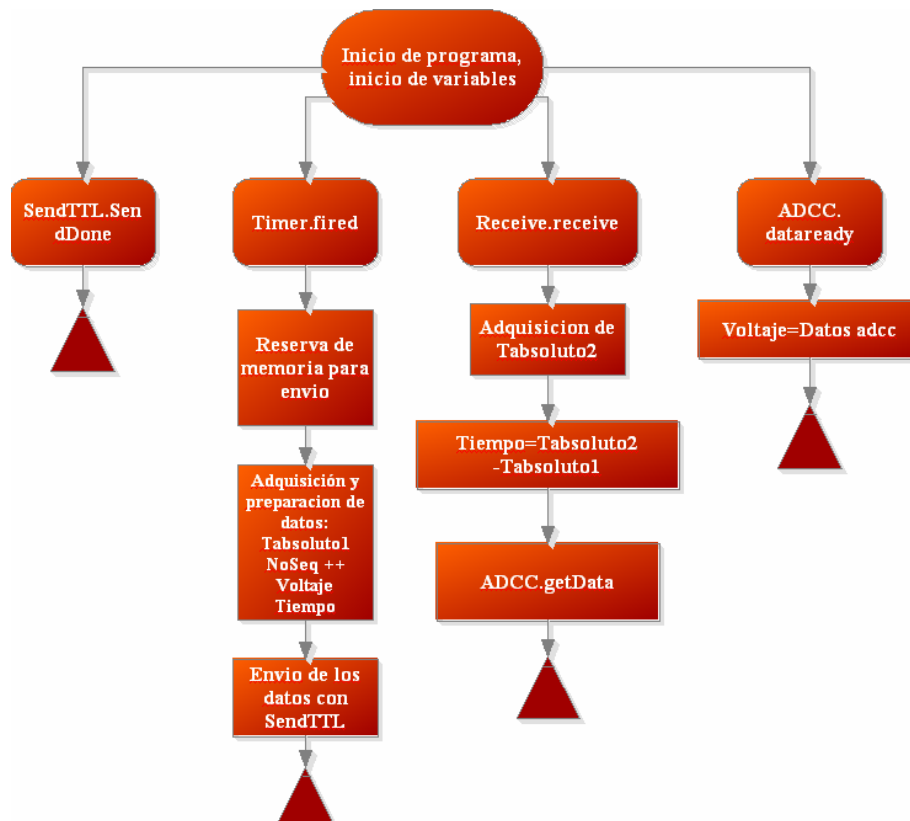 Inicio de programa,
inicio de variables
SendTTL.Sen
dDone
Timer.fired
Receive.receive
ADCC.
dataready
Reserva de
memoria para
envio
Adquisicion de
Tabsoluto2
Voltaje=Datos adcc
Tiempo=Tabsoluto2
-Tabsoluto1
Adquisición y
preparacion de
datos:
Tabsoluto1
NoSeq ++
Voltaje
Tiempo
ADCC.getData
Envio de los
datos con
SendTTL